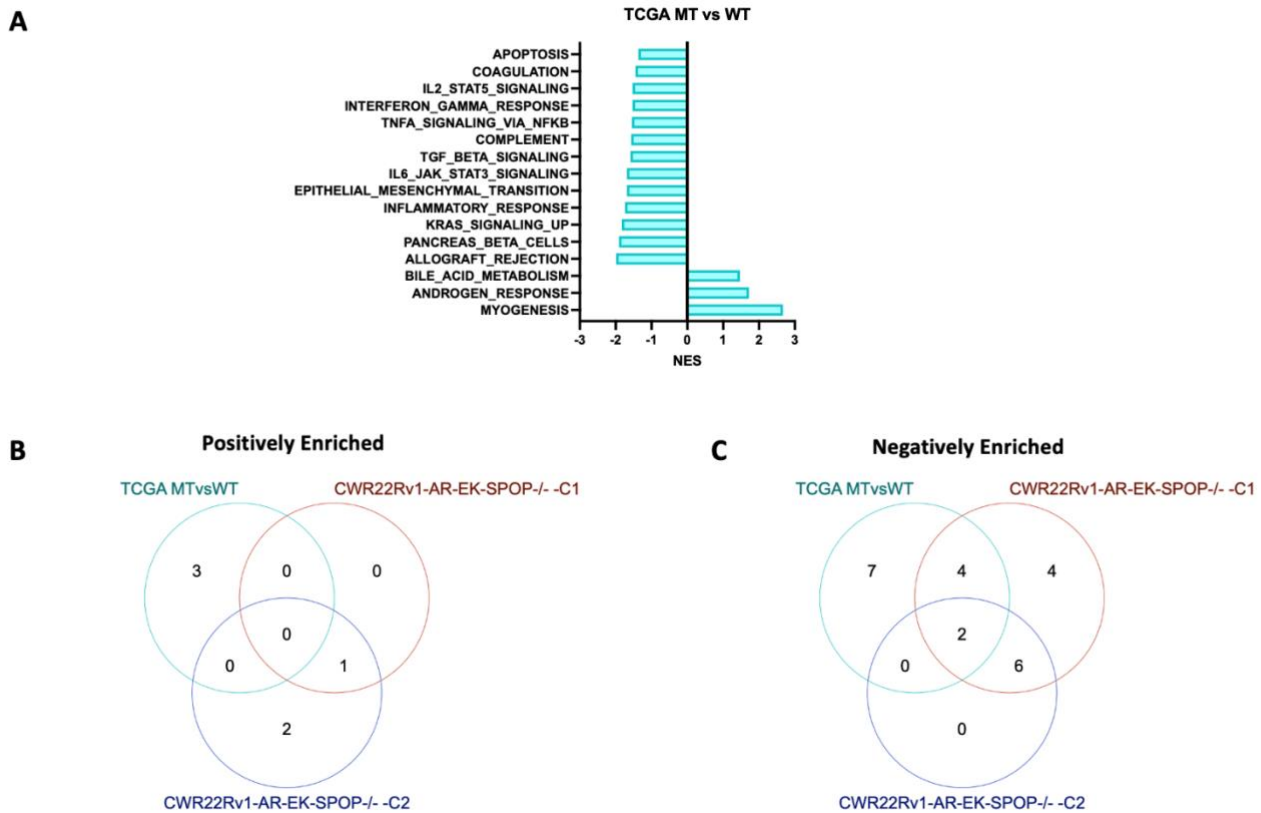 A
TCGA MT vs WT
APOPTOSIS
COAGULATION
IL2_STAT5_SIGNALING
INTERFERON_GAMMA_RESPONSE
TNFA_SIGNALING_VIA_NFKB
COMPLEMENT
TGF_BETA_SIGNALING
IL6_JAK_STAT3_SIGNALING
EPITHELIAL_MESENCHYMAL_TRANSITION
INFLAMMATORY_RESPONSE
KRAS_SIGNALING_UP
PANCREAS_BETA_CELLS
ALLOGRAFT_REJECTION
BILE_ACID_METABOLISM
ANDROGEN_RESPONSE
MYOGENESIS
-3 -2 -1 0 1 2 3
NES
B
Positively Enriched
TCGA MTvsWT CWR22Rv1-AR-EK-SPOP-/- -C1
3 0 0
0
0 1
2
CWR22Rv1-AR-EK-SPOP-/- -C2
C
Negatively Enriched
TCGA MTvsWT CWR22Rv1-AR-EK-SPOP-/- -C1
7 4 4
2
0 6
0
CWR22Rv1-AR-EK-SPOP-/- -C2